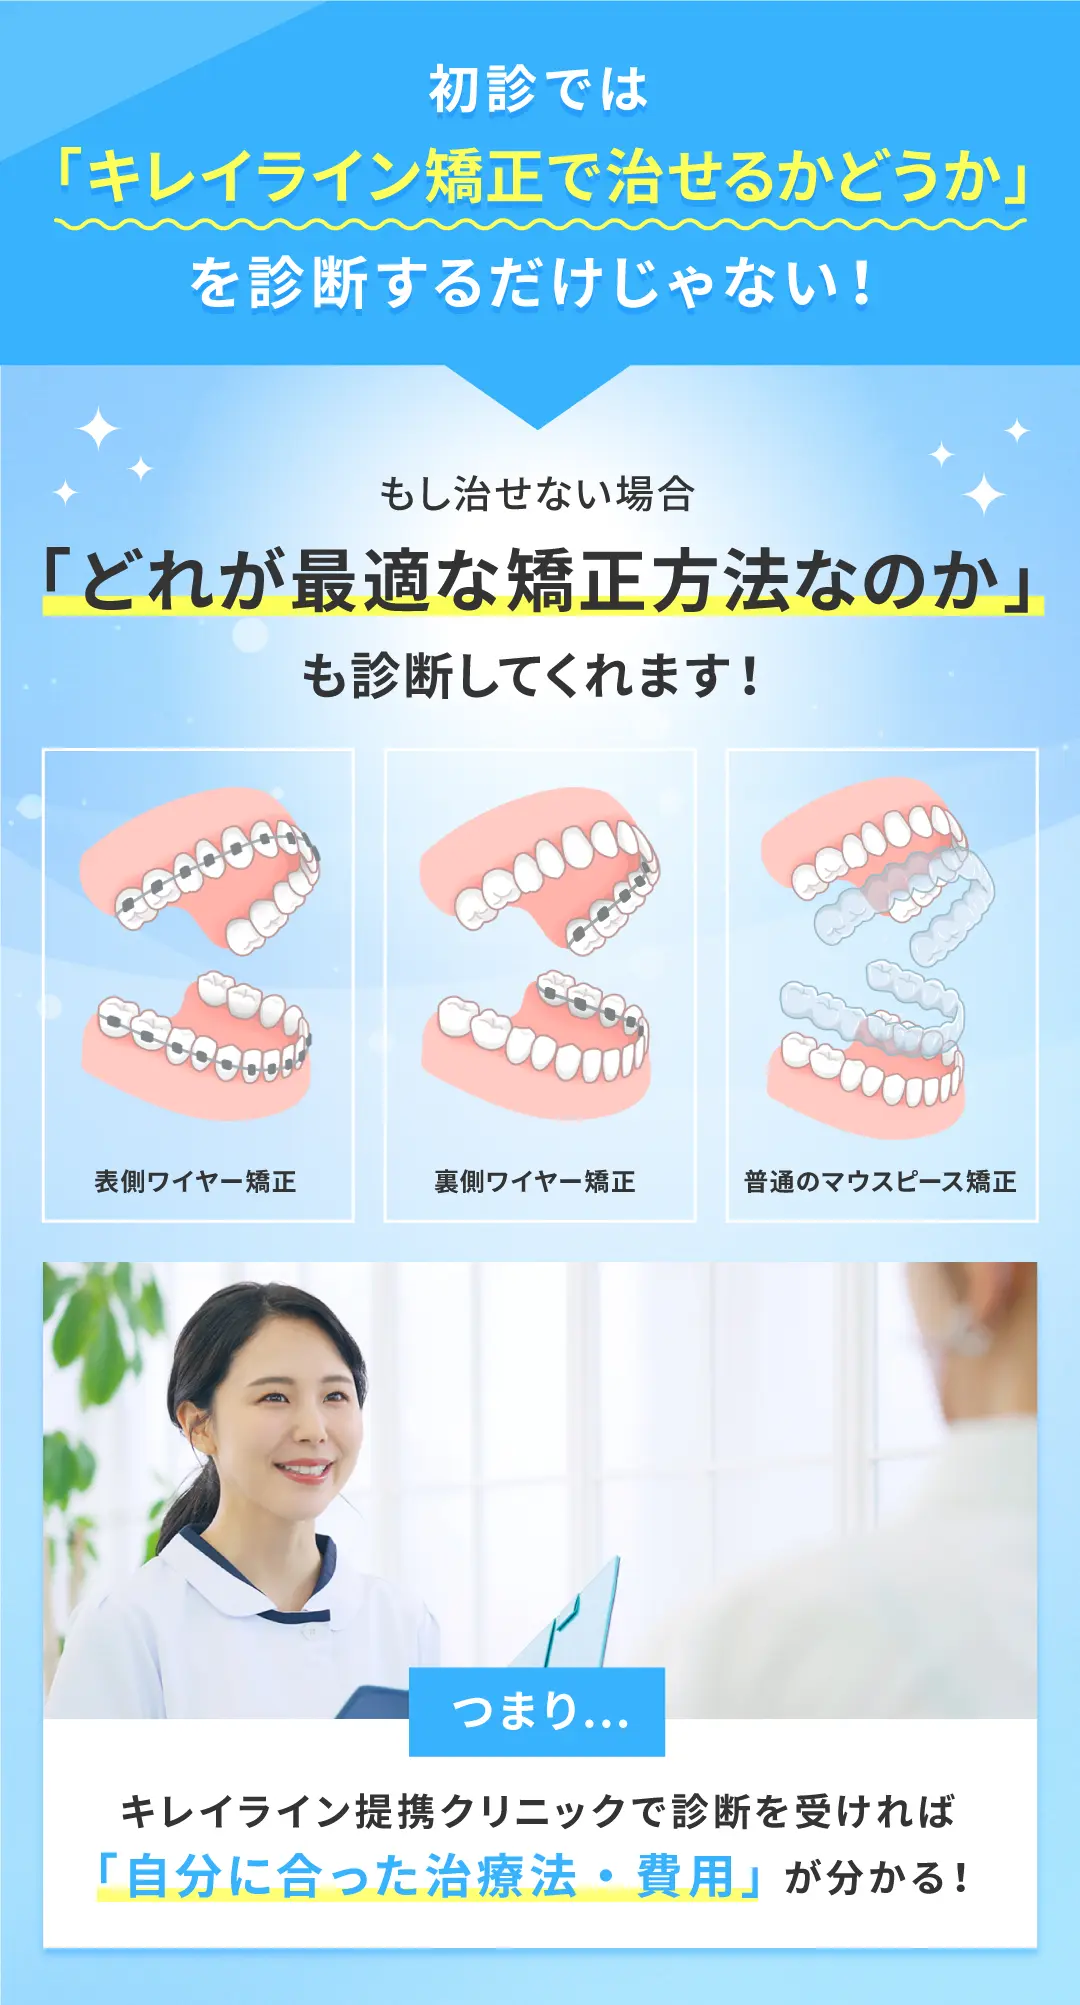 初診では
「キレイライン矯正で治せるかどうか」
を診断するだけじゃない！
もし治せない場合
「どれが最適な矯正方法なのか」
も診断してくれます！
表側ワイヤー矯正
裏側ワイヤー矯正
普通のマウスピース矯正
つまり...
キレイライン提携クリニックで診断を受ければ
「自分に合った治療法・費用」が分かる！